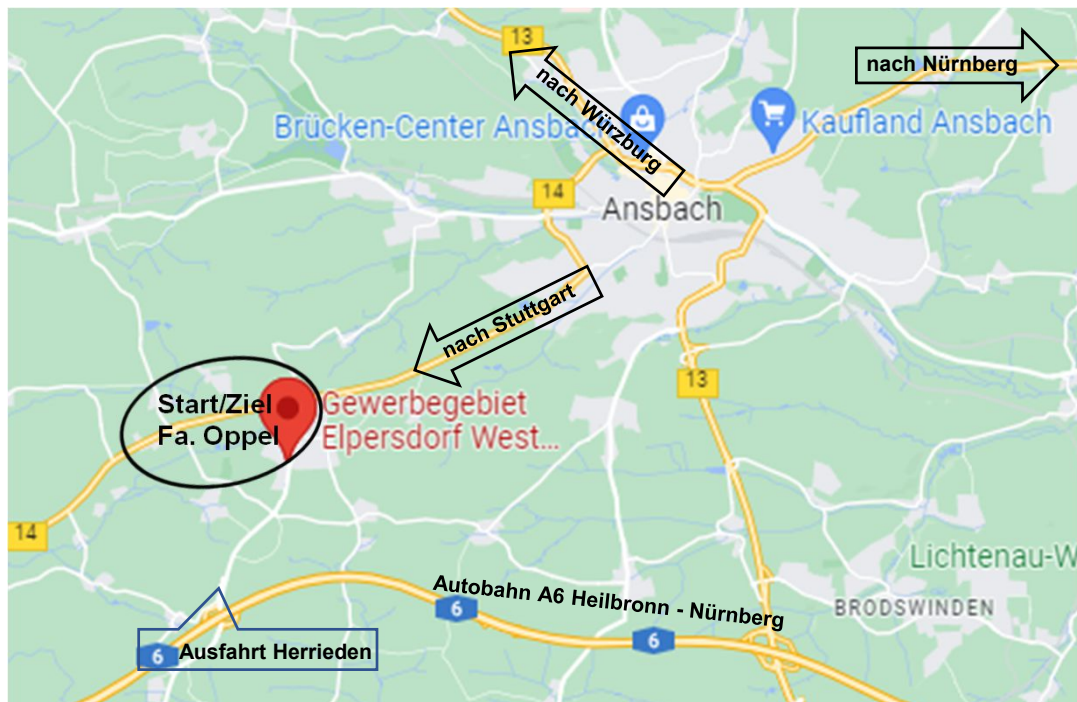 13
nach Nürnberg
nach Würzburg
Brücken-Center Ansbach
Kaufland Ansbach
14
Ansbach
nach Stuttgart
13
Start/Ziel
Fa. Oppel
Gewerbegebiet
Elpersdorf West...
14
Lichtenau-W
Autobahn A6 Heilbronn - Nürnberg
6
BRODSWINDEN
6
6
Ausfahrt Herrieden